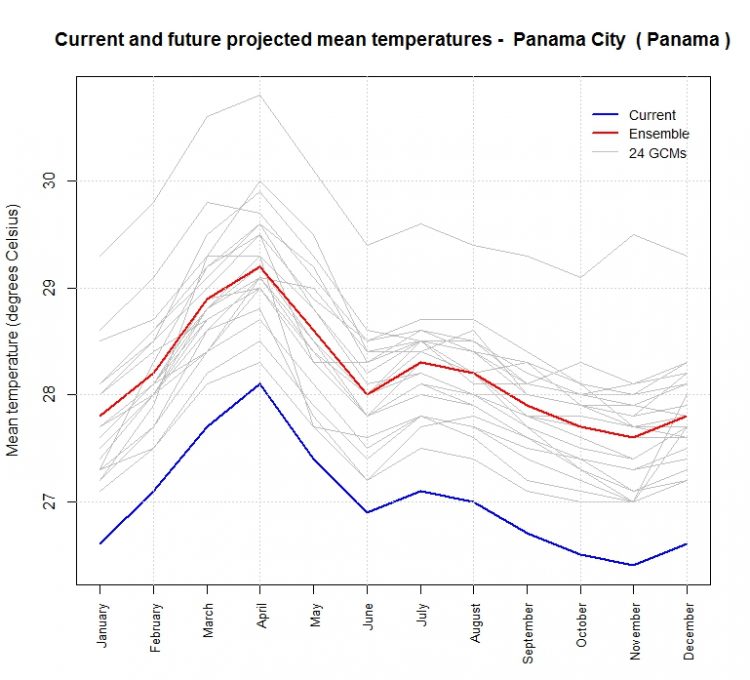 Current and future projected mean temperatures - Panama City ( Panama )
Current
Ensemble
24 GCMs
Mean temperature (degrees Celsius)
30
29
28
27
January
February
March
April
May
June
July
August
September
October
November
December